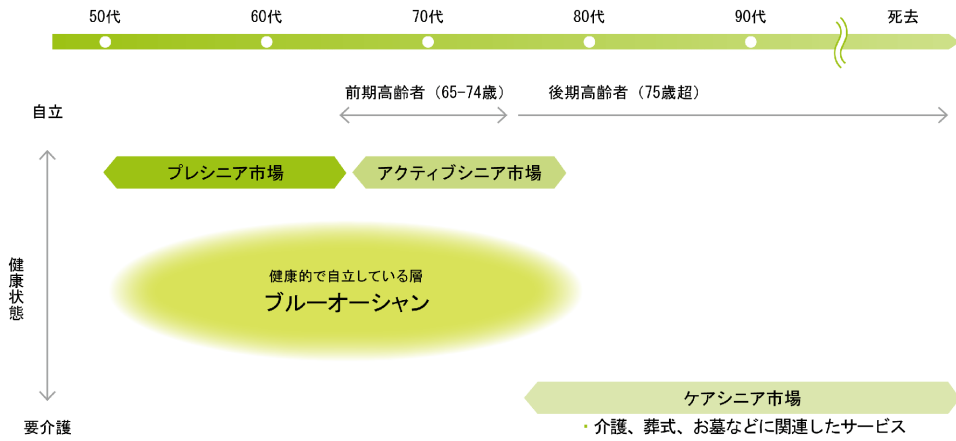 50代
60代
70代
80代
90代
死去
前期高齢者（65-74歳）
後期高齢者（75歳超）
自立
プレシニア市場
アクティブシニア市場
健康状態
健康的で自立している層
ブルーオーシャン
ケアシニア市場
要介護
・介護、葬式、お墓などに関連したサービス